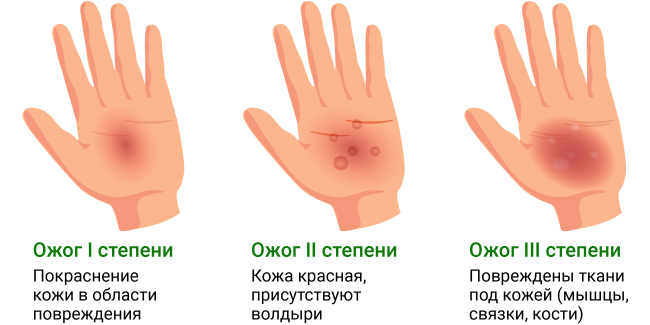 Ожог I степени
Покраснение
кожи в области
повреждения
Ожог II степени
Кожа красная,
присутствуют
волдыри
Ожог III степени
Повреждены ткани
под кожей (мышцы,
связки, кости)